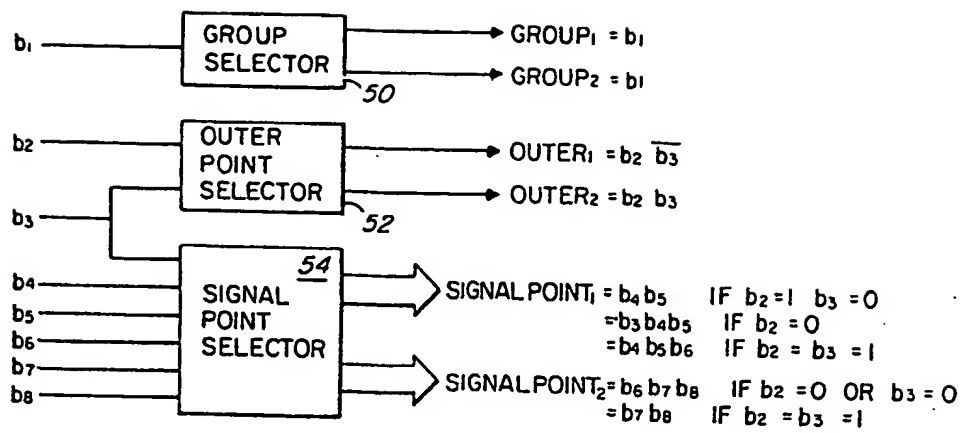 b₁
GROUP
SELECTOR
50
GROUP₁ = b₁
GROUP₂ = b₁
b₂
OUTER
POINT
SELECTOR
52
OUTER₁ = b₂ b̅₃
OUTER₂ = b₂ b₃
b₃
54
b₄
b₅
b₆
b₇
b₈
SIGNAL
POINT
SELECTOR
SIGNAL POINT₁ = b₄ b₅ IF b₂ = 1 b₃ = 0
= b₃ b₄ b₅ IF b₂ = 0
= b₄ b₅ b₆ IF b₂ = b₃ = 1
SIGNAL POINT₂ = b₆ b₇ b₈ IF b₂ = 0 OR b₃ = 0
= b₇ b₈ IF b₂ = b₃ = 1